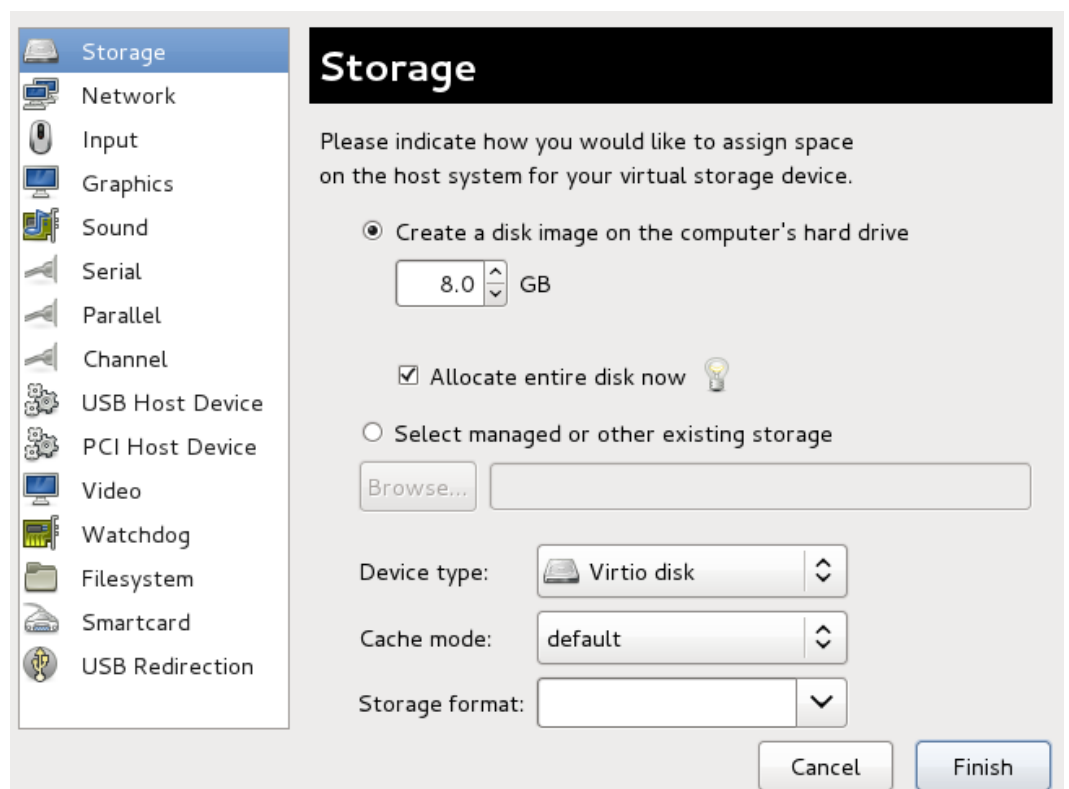 Storage
Network
Input
Graphics
Sound
Serial
Parallel
Channel
USB Host Device
PCI Host Device
Video
Watchdog
Filesystem
Smartcard
USB Redirection
Storage
Please indicate how you would like to assign space
on the host system for your virtual storage device.
Create a disk image on the computer's hard drive
8.0 GB
Allocate entire disk now
Select managed or other existing storage
Browse...
Device type: Virtio disk
Cache mode: default
Storage format:
Cancel Finish